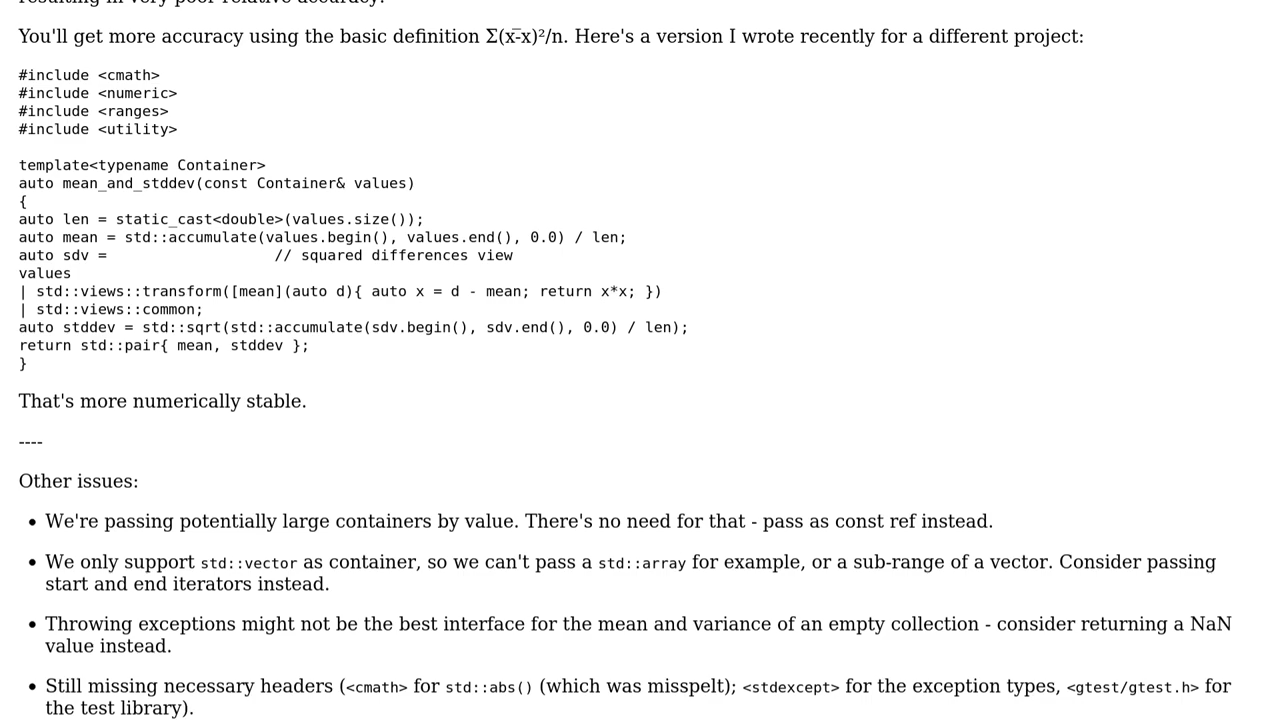 resulting in very poor relative accuracy.
You'll get more accuracy using the basic definition Σ(x̅-x)²/n. Here's a version I wrote recently for a different project:
#include <cmath>
#include <numeric>
#include <ranges>
#include <utility>
template<typename Container>
auto mean_and_stddev(const Container& values)
{
auto len = static_cast<double>(values.size());
auto mean = std::accumulate(values.begin(), values.end(), 0.0) / len;
auto sdv =                   // squared differences view
values
| std::views::transform([mean](auto d){ auto x = d - mean; return x*x; })
| std::views::common;
auto stddev = std::sqrt(std::accumulate(sdv.begin(), sdv.end(), 0.0) / len);
return std::pair{ mean, stddev };
}
That's more numerically stable.
----
Other issues:
• We're passing potentially large containers by value. There's no need for that - pass as const ref instead.
• We only support std::vector as container, so we can't pass a std::array for example, or a sub-range of a vector. Consider passing
start and end iterators instead.
• Throwing exceptions might not be the best interface for the mean and variance of an empty collection - consider returning a NaN
value instead.
• Still missing necessary headers (<cmath> for std::abs() (which was misspelt); <stdexcept> for the exception types, <gtest/gtest.h> for
the test library).